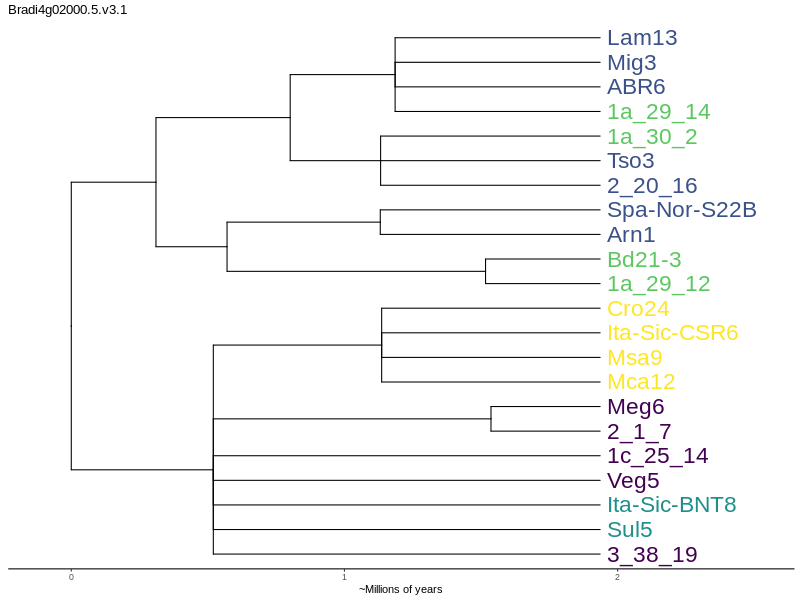 Bradi4g02000.5.v3.1
Lam13
Mig3
ABR6
1a_29_14
1a_30_2
Tso3
2_20_16
Spa-Nor-S22B
Arn1
Bd21-3
1a_29_12
Cro24
Ita-Sic-CSR6
Msa9
Mca12
Meg6
2_1_7
1c_25_14
Veg5
Ita-Sic-BNT8
Sul5
3_38_19
0 1 2
~Millions of years